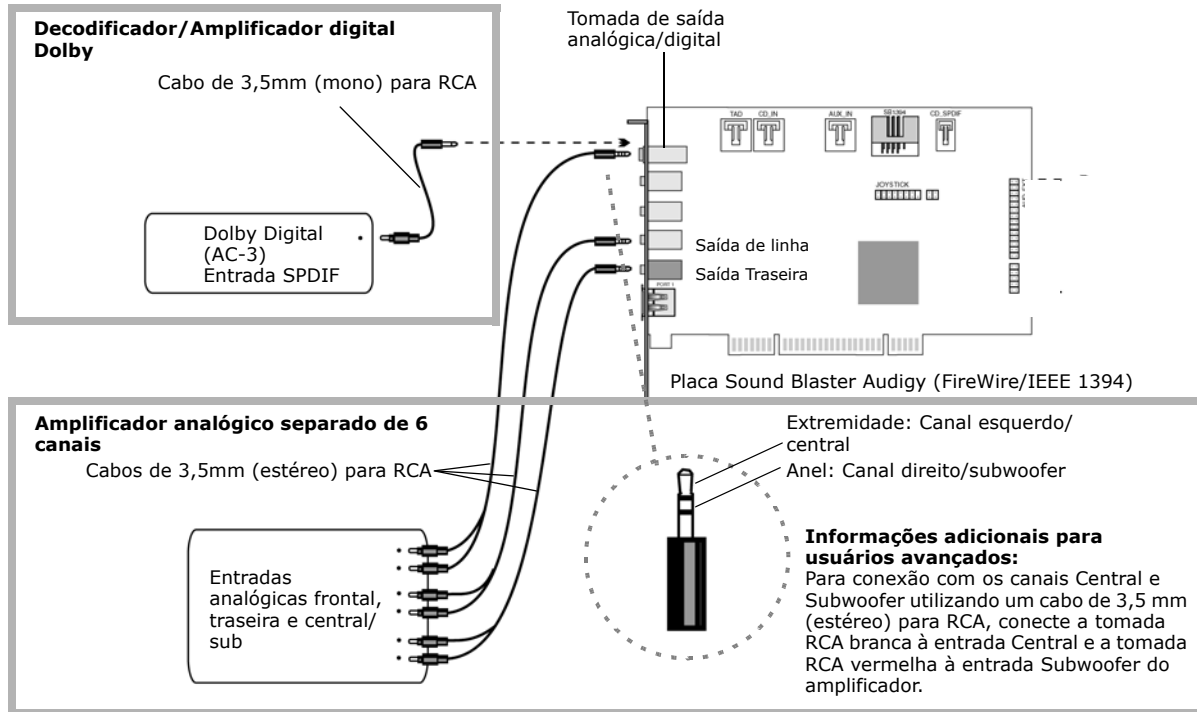 Decodificador/Amplificador digital
Dolby
Cabo de 3,5mm (mono) para RCA
Dolby Digital
(AC-3)
Entrada SPDIF
Tomada de saída
analógica/digital
TAD
CD_IN
AUX_IN
SB1394
CD_SPDIF
JOYSTICK
Saída de linha
Saída Traseira
PORT 1
Placa Sound Blaster Audigy (FireWire/IEEE 1394)
Amplificador analógico separado de 6
canais
Cabos de 3,5mm (estéreo) para RCA
Entradas
analógicas frontal,
traseira e central/
sub
Extremidade: Canal esquerdo/
central
Anel: Canal direito/subwoofer
Informações adicionais para
usuários avançados:
Para conexão com os canais Central e
Subwoofer utilizando um cabo de 3,5 mm
(estéreo) para RCA, conecte a tomada
RCA branca à entrada Central e a tomada
RCA vermelha à entrada Subwoofer do
amplificador.